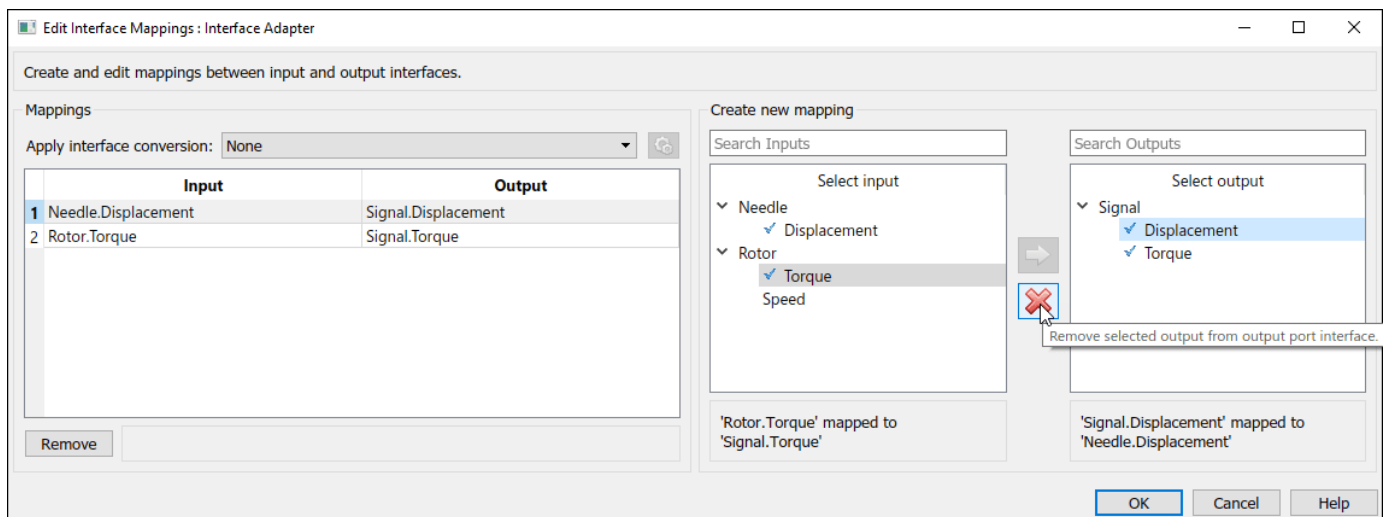 Edit Interface Mappings : Interface Adapter
Create and edit mappings between input and output interfaces.
Mappings
Apply interface conversion: None
Input Output
1 Needle.Displacement Signal.Displacement
2 Rotor.Torque Signal.Torque
Remove
Create new mapping
Search Inputs
Select input
Needle
Displacement
Rotor
Torque
Speed
'Rotor.Torque' mapped to
'Signal.Torque'
Search Outputs
Select output
Signal
Displacement
Torque
Remove selected output from output port interface.
'Signal.Displacement' mapped to
'Needle.Displacement'
OK Cancel Help